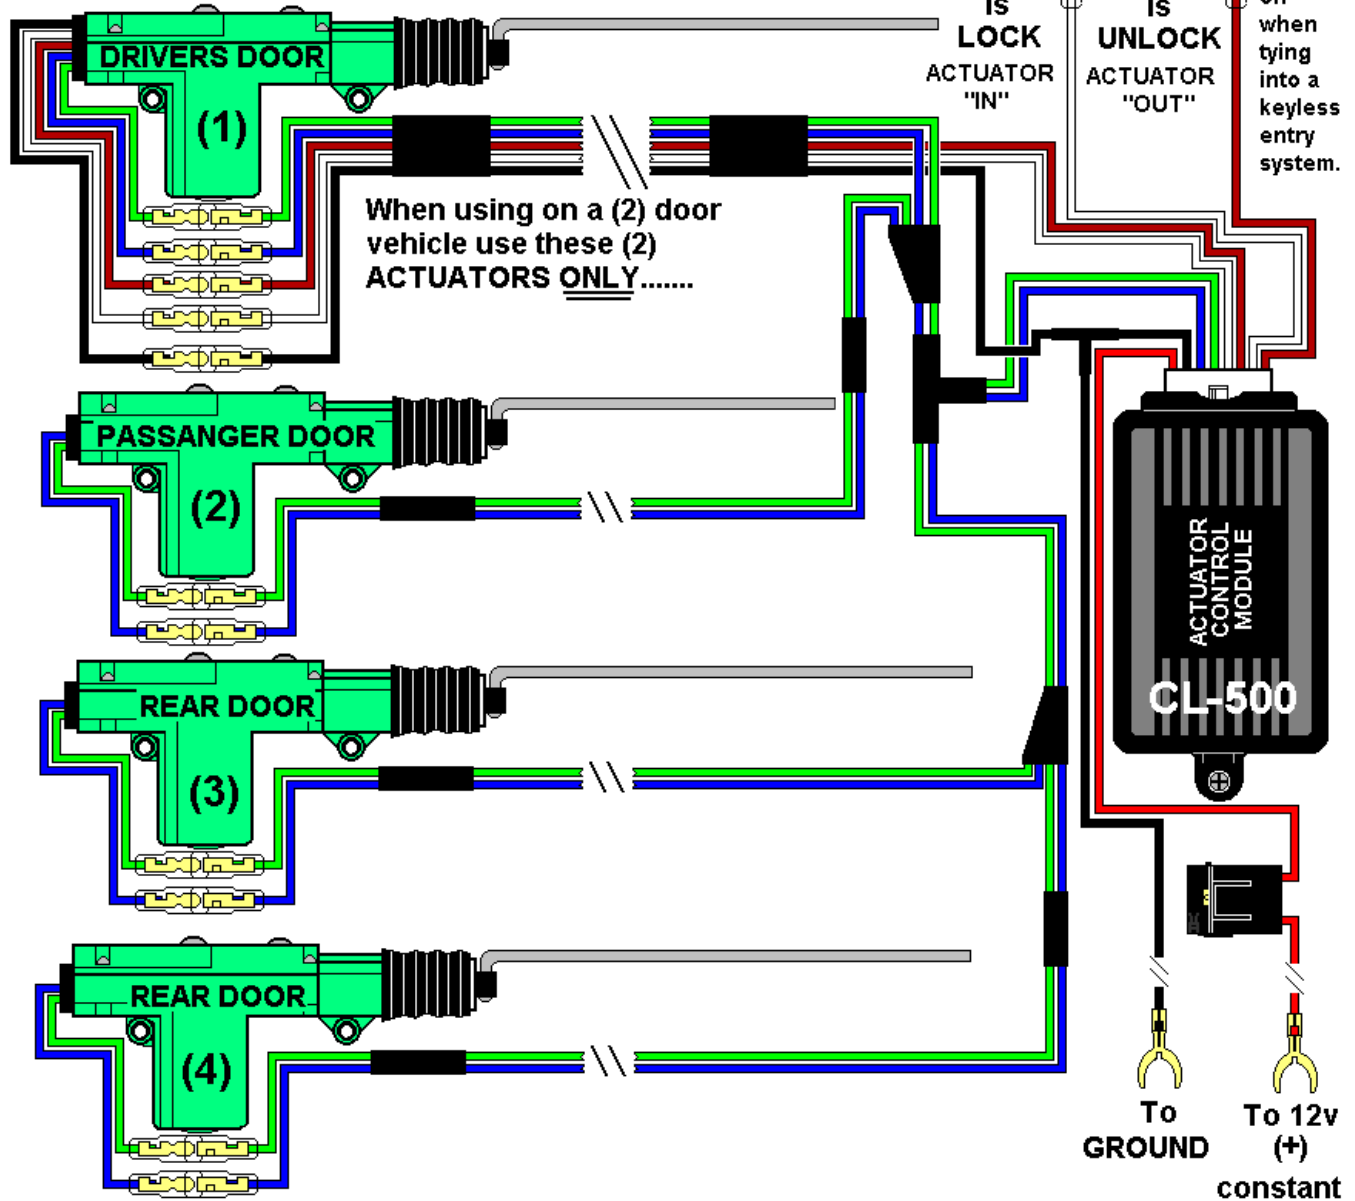 is
LOCK
ACTUATOR
"IN"
is
UNLOCK
ACTUATOR
"OUT"
when
tying
into a
keyless
entry
system.
DRIVERS DOOR
(1)
When using on a (2) door
vehicle use these (2)
ACTUATORS ONLY.......
PASSANGER DOOR
(2)
ACTUATOR
CONTROL
MODULE
CL-500
REAR DOOR
(3)
REAR DOOR
(4)
To
GROUND
To 12v
(+)
constant